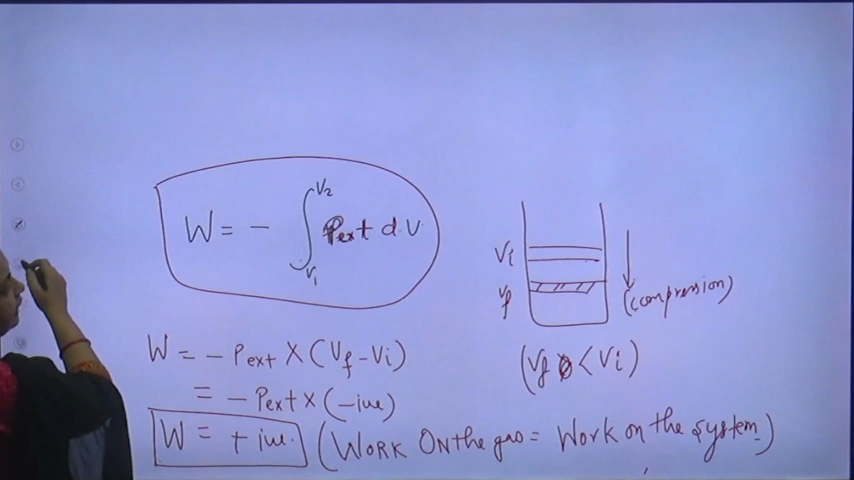 W = - ∫ V₁ V₂ Pext d.V
Vi
Vf
(compression)
(Vf < Vi)
W = - Pext × (Vf - Vi)
= - Pext × (-ive)
W = + ive. (WORK ON the gas = Work on the system)